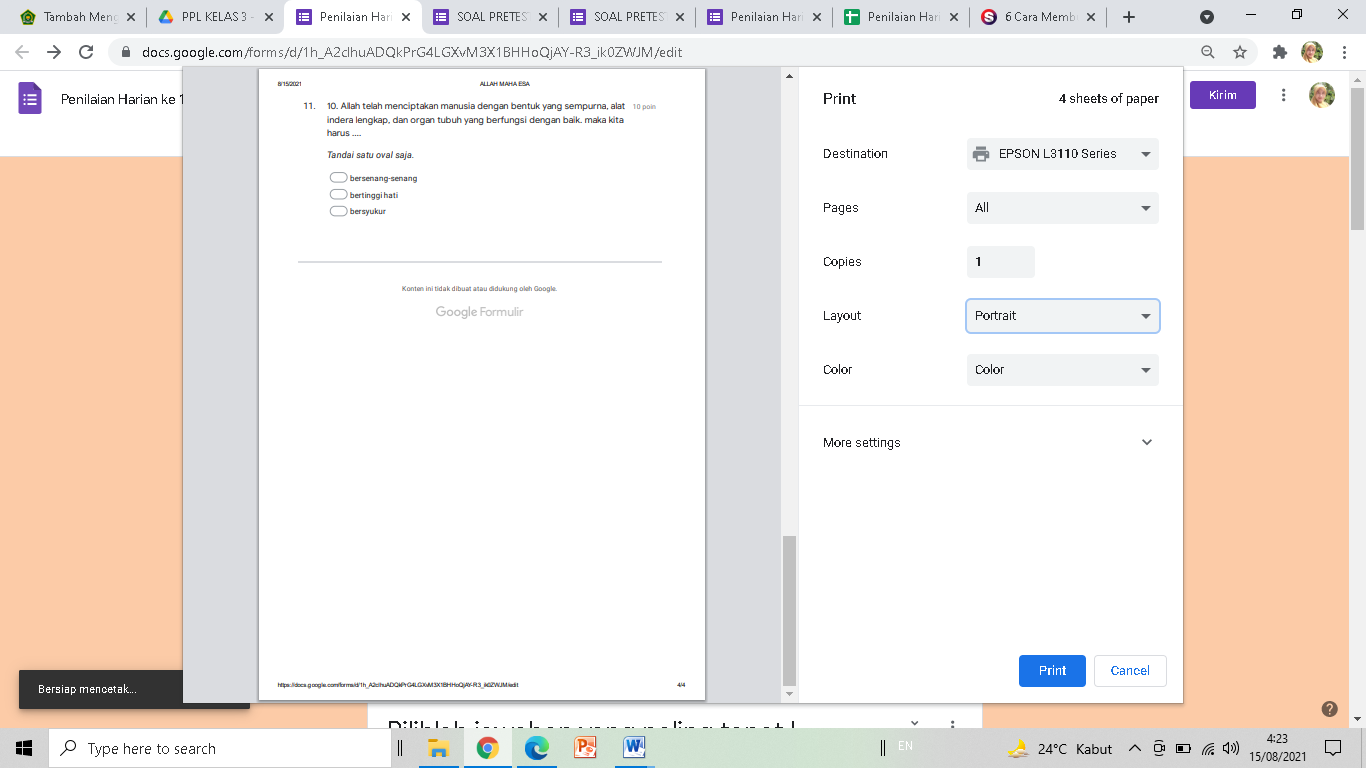 Tambah Meng
PPL KELAS 3 -
Penilaian Hari
SOAL PRETEST
SOAL PRETEST
Penilaian Han
Penilaian Han
6 Cara Memb
docs.google.com/forms/d/1h_A2clhuADQkPrG4LGXvM3X1BHHoQjAY-R3_ik0ZWJM/edit
Penilaian Harian ke 1
Kirim
8/15/2021
ALLAH MAHA ESA
11. 10. Allah telah menciptakan manusia dengan bentuk yang sempurna, alat 10 poin
indera lengkap, dan organ tubuh yang berfungsi dengan baik. maka kita
harus ....
Tandai satu oval saja.
bersenang-senang
bertinggi hati
bersyukur
Konten ini tidak dibuat atau didukung oleh Google.
Google Formulir
https://docs.google.com/forms/d/1h_A2clhuADQkPrG4LGXvM3X1BHHoQjAY-R3_ik0ZWJM/edit
4/4
Print
4 sheets of paper
Destination
EPSON L3110 Series
Pages
All
Copies
1
Layout
Portrait
Color
Color
More settings
Print
Cancel
Bersiap mencetak...
Type here to search
EN
24°C Kabut
4:23
15/08/2021